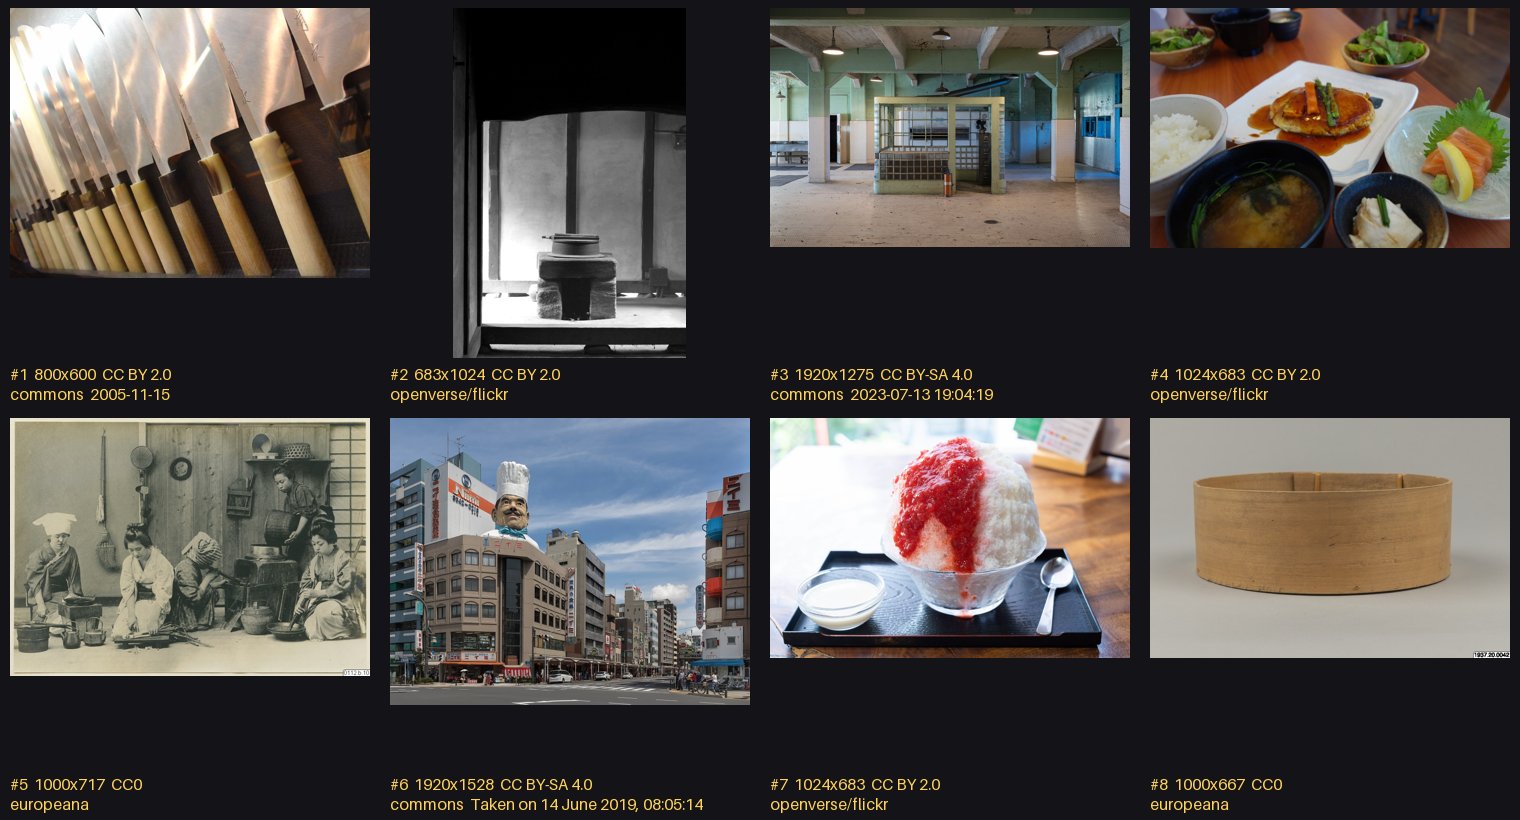 #1 800x600 CC BY 2.0
commons 2005-11-15
#2 683x1024 CC BY 2.0
openverse/flickr
#3 1920x1275 CC BY-SA 4.0
commons 2023-07-13 19:04:19
#4 1024x683 CC BY 2.0
openverse/flickr
1937.20.0042
#5 1000x717 CC0
europeana
#6 1920x1528 CC BY-SA 4.0
commons Taken on 14 June 2019, 08:05:14
#7 1024x683 CC BY 2.0
openverse/flickr
#8 1000x667 CC0
europeana